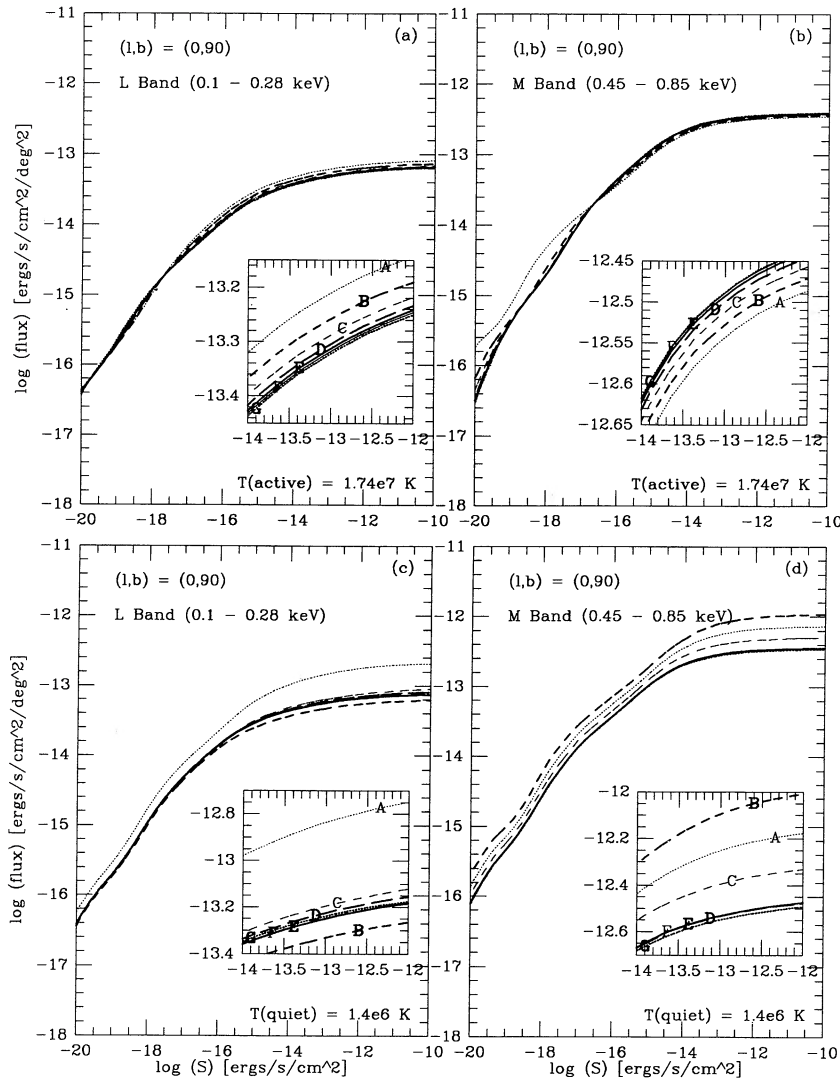 (a)
(l,b) = (0,90)
L Band (0.1 − 0.28 keV)
−11
−12
−13
−14
−15
−16
−17
−18
log (flux) [ergs/s/cm^2/deg^2]
−13.2
−13.3
−13.4
A
B
C
D
E
F
G
−14 −13.5 −13 −12.5 −12
T(active) = 1.74e7 K
−20 −18 −16 −14 −12 −10
(b)
(l,b) = (0,90)
M Band (0.45 − 0.85 keV)
−11
−12
−13
−14
−15
−16
−17
−18
−12.45
−12.5
−12.55
−12.6
−12.65
A
B
C
D
E
F
G
−14 −13.5 −13 −12.5 −12
T(active) = 1.74e7 K
−20 −18 −16 −14 −12 −10
(c)
(l,b) = (0,90)
L Band (0.1 − 0.28 keV)
−11
−12
−13
−14
−15
−16
−17
−18
log (flux) [ergs/s/cm^2/deg^2]
−12.8
−13
−13.2
−13.4
A
B
C
D
E
F
G
−14 −13.5 −13 −12.5 −12
T(quiet) = 1.4e6 K
−20 −18 −16 −14 −12 −10
log (S) [ergs/s/cm^2]
(d)
(l,b) = (0,90)
M Band (0.45 − 0.85 keV)
−11
−12
−13
−14
−15
−16
−17
−18
−12
−12.2
−12.4
−12.6
A
B
C
D
E
F
G
−14 −13.5 −13 −12.5 −12
T(quiet) = 1.4e6 K
−20 −18 −16 −14 −12 −10
log (S) [ergs/s/cm^2]